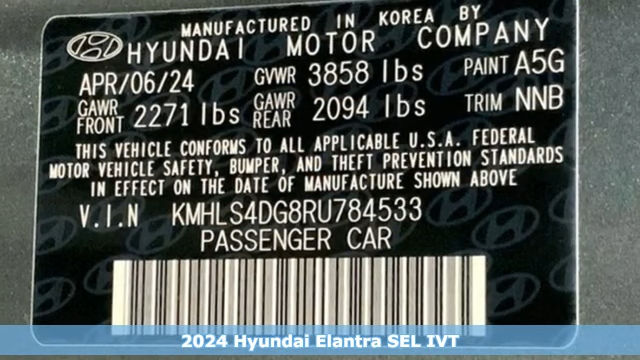 MANUFACTURED IN KOREA BY
HYUNDAI MOTOR COMPANY
APR/06/24 GVWR 3858 lbs PAINT A5G
GAWR FRONT 2271 lbs GAWR REAR 2094 lbs TRIM NNB
THIS VEHICLE CONFORMS TO ALL APPLICABLE U.S.A. FEDERAL
MOTOR VEHICLE SAFETY, BUMPER, AND THEFT PREVENTION STANDARDS
IN EFFECT ON THE DATE OF MANUFACTURE SHOWN ABOVE
V.I.N KMHLS4DG8RU784533
PASSENGER CAR
2024 Hyundai Elantra SEL IVT